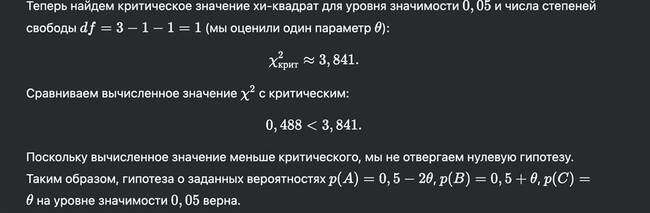 Теперь найдем критическое значение хи-квадрат для уровня значимости 0,05 и числа степеней
свободы df = 3 − 1 − 1 = 1 (мы оценили один параметр θ):
χ²крит ≈ 3,841.
Сравниваем вычисленное значение χ² с критическим:
0,488 < 3,841.
Поскольку вычисленное значение меньше критического, мы не отвергаем нулевую гипотезу.
Таким образом, гипотеза о заданных вероятностях p(A) = 0,5 − 2θ, p(B) = 0,5 + θ, p(C) =
θ на уровне значимости 0,05 верна.